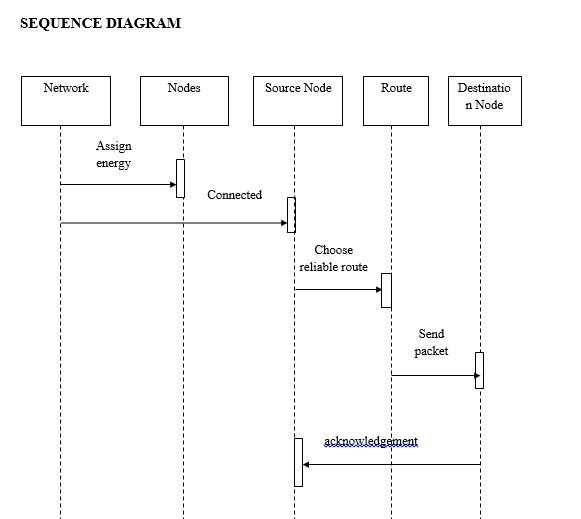 SEQUENCE DIAGRAM
Network
Nodes
Source Node
Route
Destinatio
n Node
Assign
energy
Connected
Choose
reliable route
Send
packet
acknowledgement